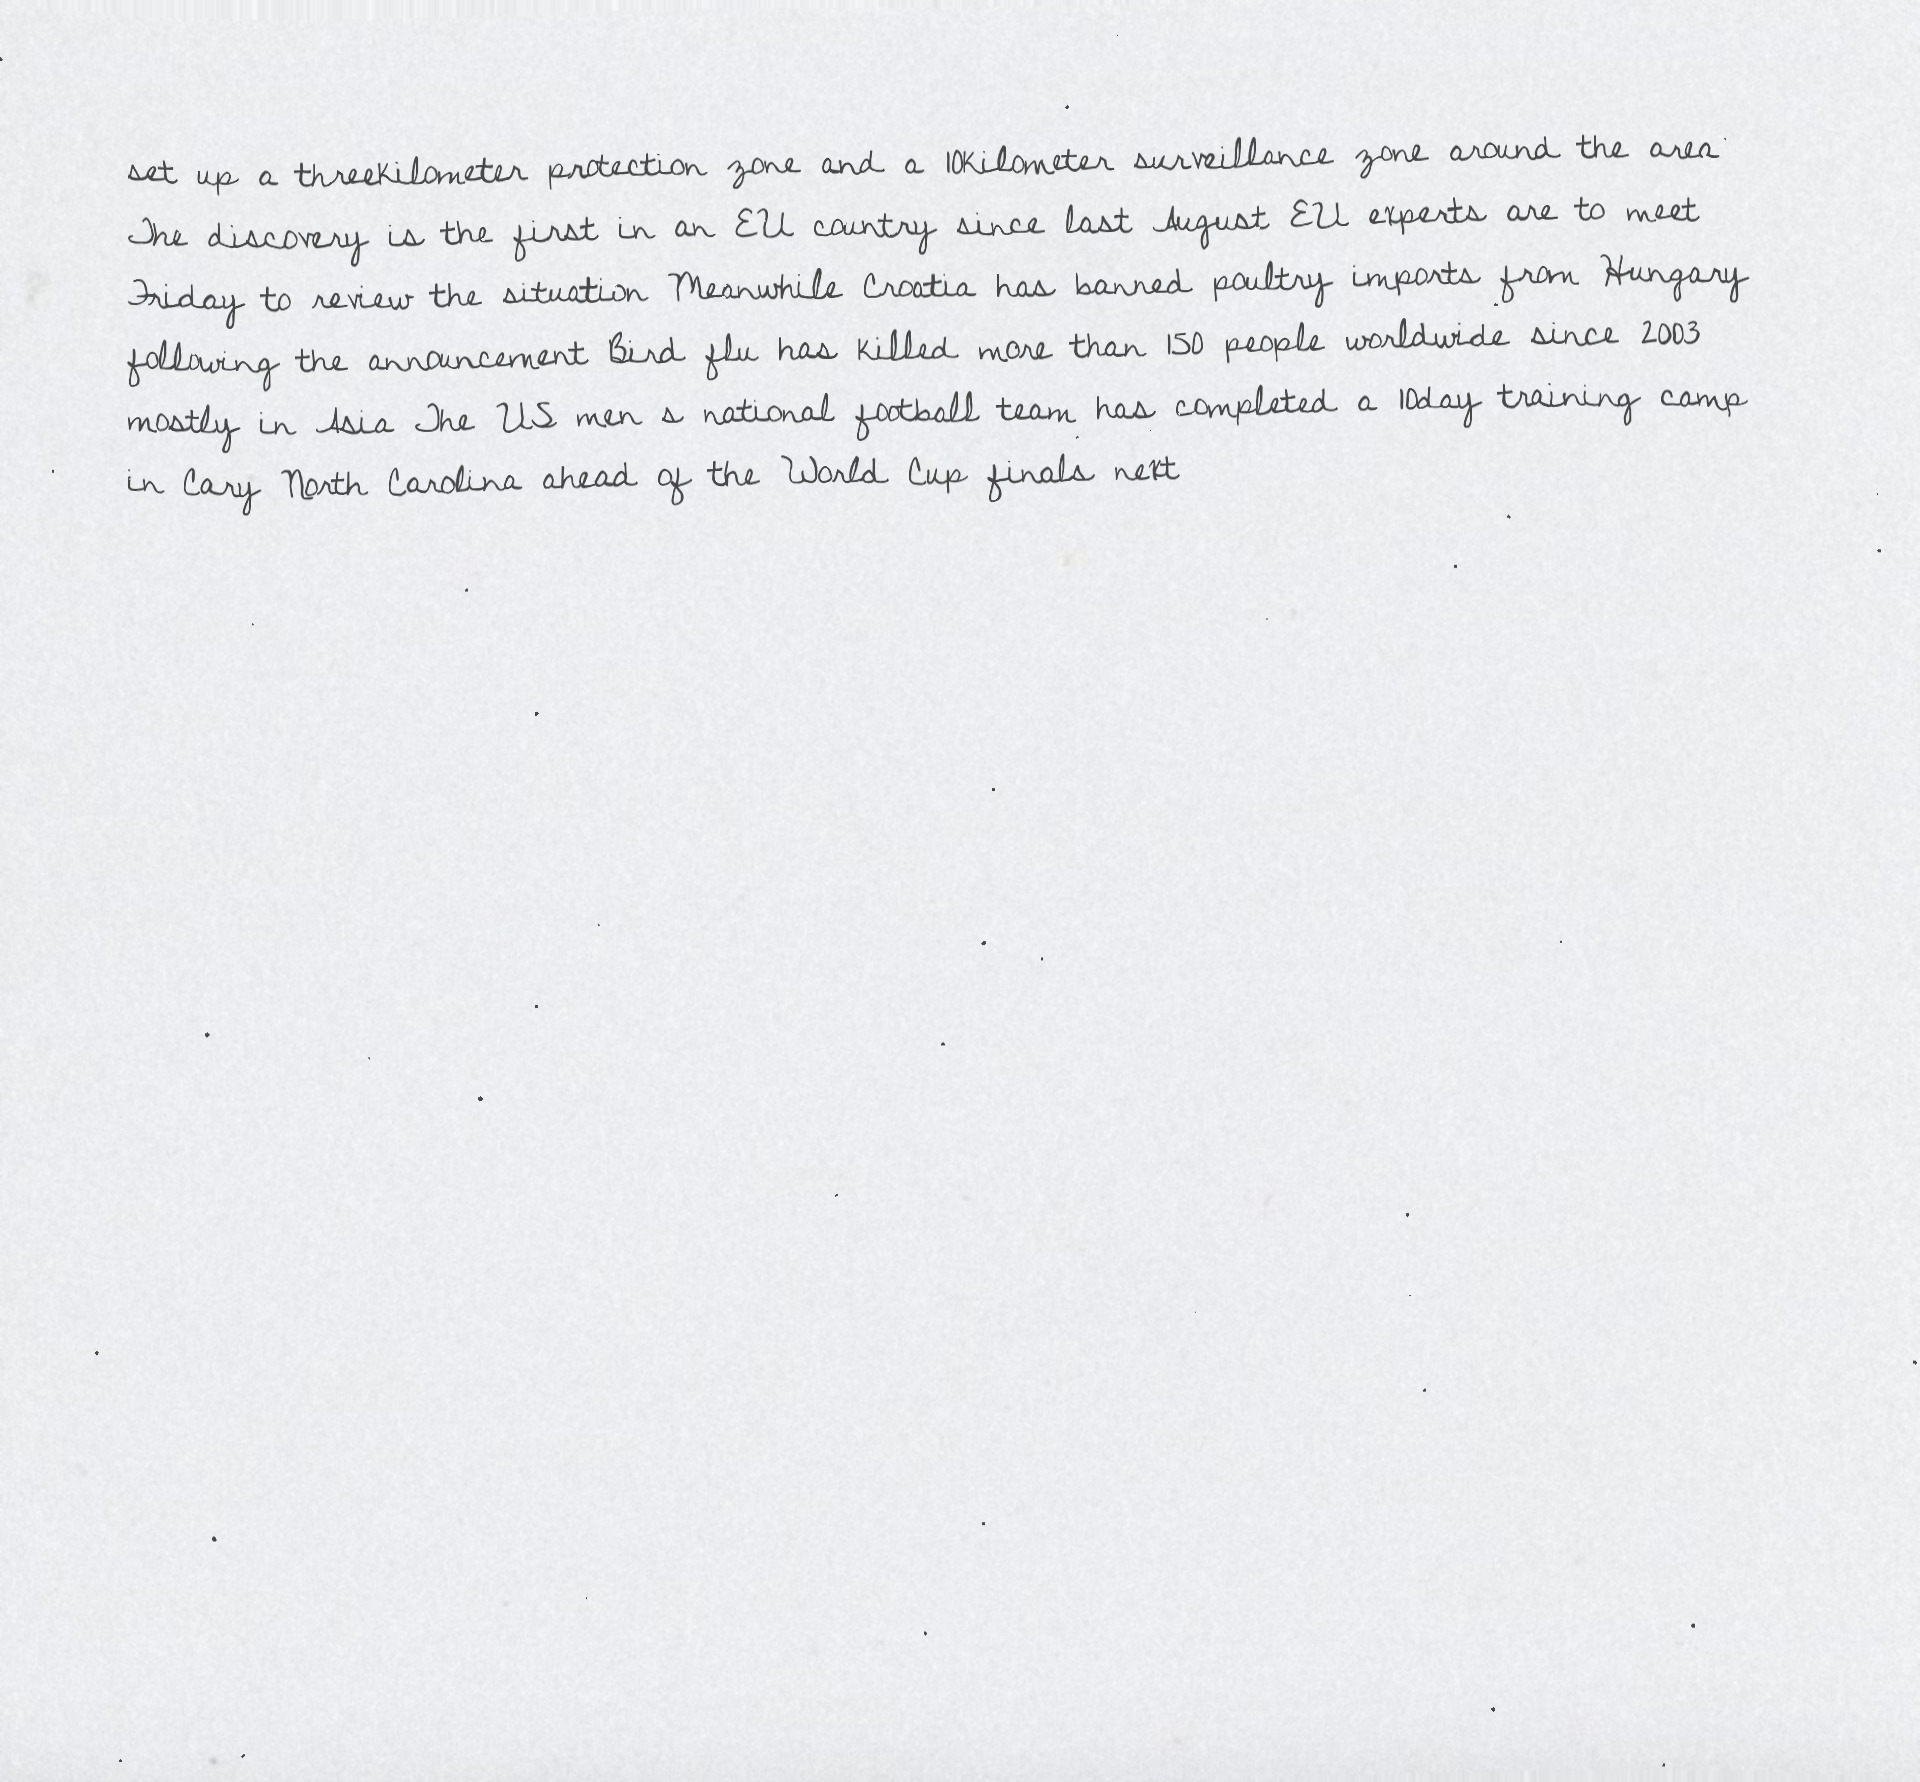 set up a threekilometer protection zone and a 10kilometer surveillance zone around the area
The discovery is the first in an EU country since last August EU experts are to meet
Friday to review the situation Meanwhile Croatia has banned poultry imports from Hungary
following the announcement Bird flu has killed more than 150 people worldwide since 2003
mostly in Asia The US men s national football team has completed a 10day training camp
in Cary North Carolina ahead of the World Cup finals next